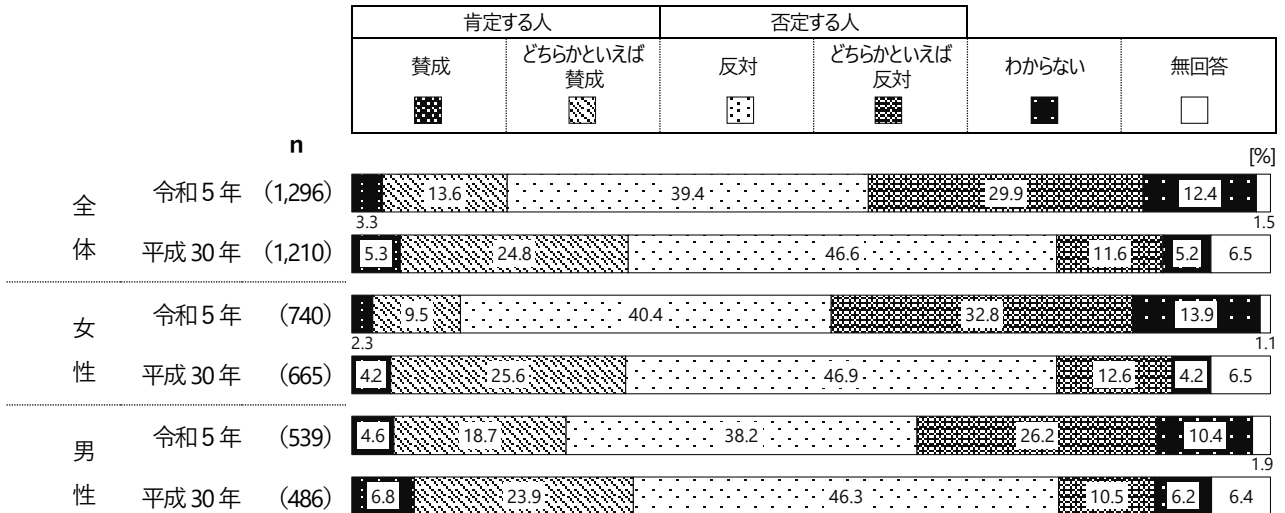 肯定する人 否定する人
賛成 どちらかといえば 賛成 反対 どちらかといえば 反対 わからない 無回答
n
[%]
全体
令和5年 (1,296) 13.6 39.4 29.9 12.4
3.3 1.5
平成30年 (1,210) 5.3 24.8 46.6 11.6 5.2 6.5
女性
令和5年 (740) 9.5 40.4 32.8 13.9
2.3 1.1
平成30年 (665) 4.2 25.6 46.9 12.6 4.2 6.5
男性
令和5年 (539) 4.6 18.7 38.2 26.2 10.4
1.9
平成30年 (486) 6.8 23.9 46.3 10.5 6.2 6.4